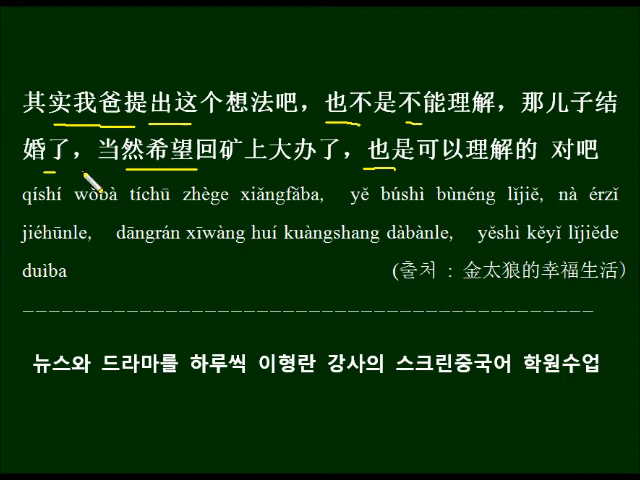 其实我爸提出这个想法吧，也不是不能理解，那儿子结
婚了，当然希望回矿上大办了，也是可以理解的 对吧
qíshí wǒbà tíchū zhège xiǎngfǎba, yě búshì bùnéng lǐjiě, nà érzǐ
jiéhūnle, dāngrán xīwàng huí kuàngshang dàbànle, yěshì kěyǐ lǐjiěde
duìba (출처 : 金太狼的幸福生活)
뉴스와 드라마를 하루씩 이형란 강사의 스크린중국어 학원수업